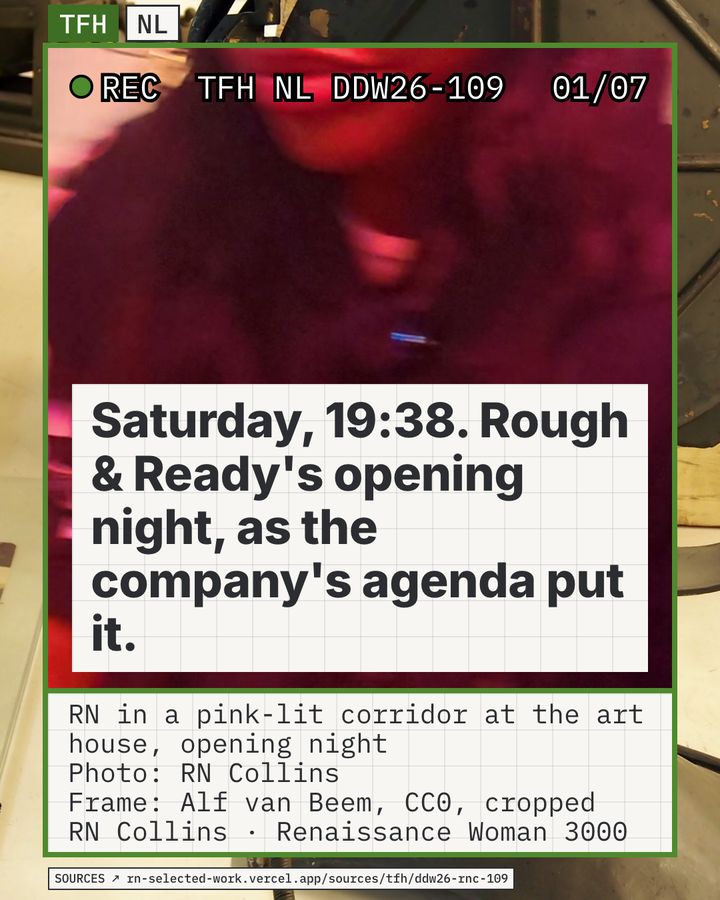 TFH NL
REC TFH NL DDW26-109 01/07
Saturday, 19:38. Rough
& Ready's opening
night, as the
company's agenda put
it.
RN in a pink-lit corridor at the art
house, opening night
Photo: RN Collins
Frame: Alf van Beem, CC0, cropped
RN Collins · Renaissance Woman 3000
SOURCES ↗ rn-selected-work.vercel.app/sources/tfh/ddw26-rnc-109